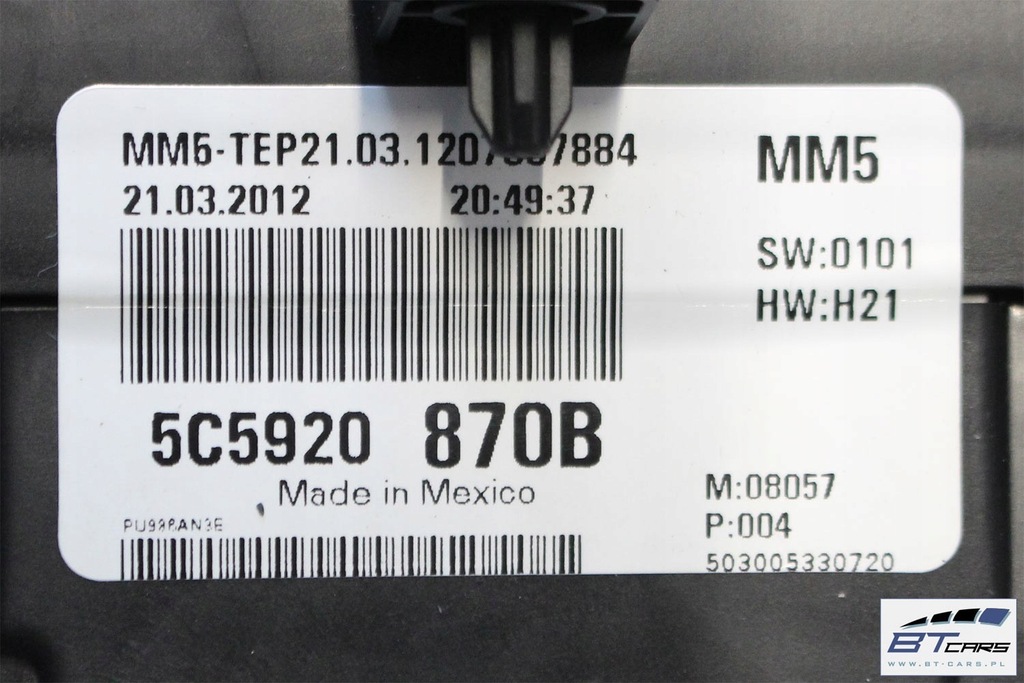 21.03.2012 20:49:37
MM5
SW:0101
HW:H21
5C5920 870B
Made in Mexico
M:08057
P:004
503005330720
BT CARS
WWW.BT-CARS.PL